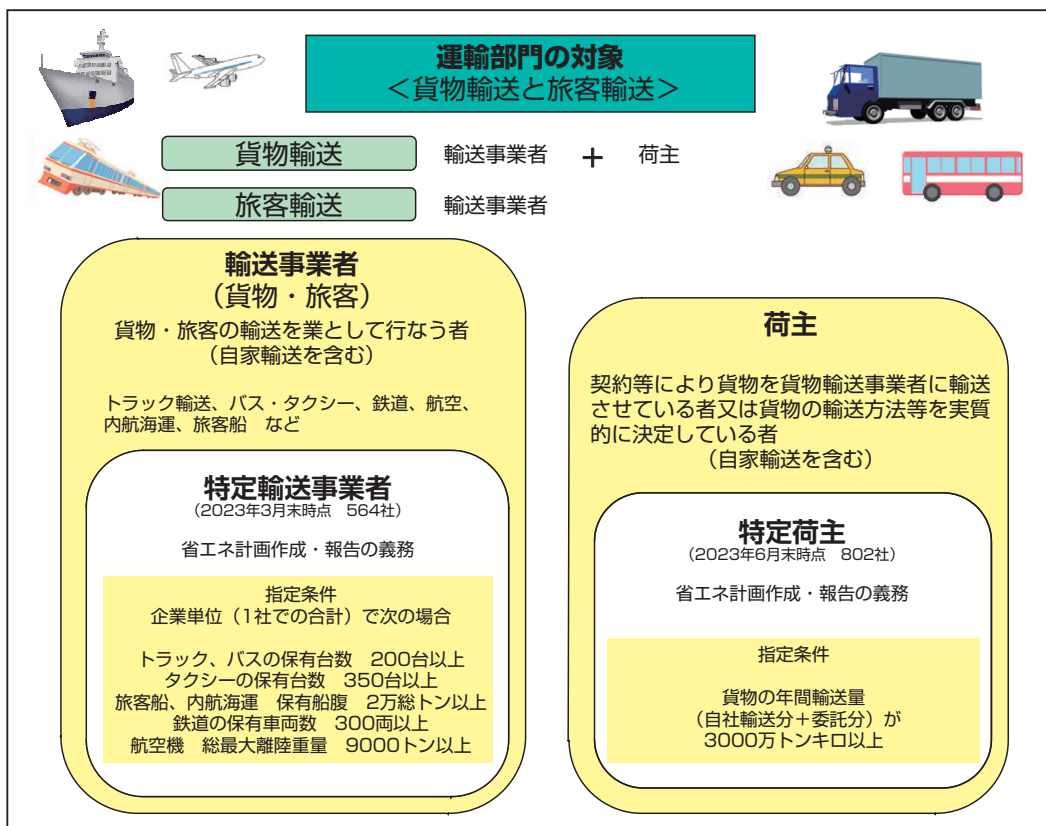 運輸部門の対象
＜貨物輸送と旅客輸送＞
貨物輸送 輸送事業者 ＋ 荷主
旅客輸送 輸送事業者
輸送事業者
（貨物・旅客）
貨物・旅客の輸送を業として行なう者
（自家輸送を含む）
トラック輸送、バス・タクシー、鉄道、航空、
内航海運、旅客船　など
特定輸送事業者
（2023年3月末時点　564社）
省エネ計画作成・報告の義務
指定条件
企業単位（1社での合計）で次の場合
トラック、バスの保有台数　200台以上
タクシーの保有台数　350台以上
旅客船、内航海運　保有船腹　2万総トン以上
鉄道の保有車両数　300両以上
航空機　総最大離陸重量　9000トン以上
荷主
契約等により貨物を貨物輸送事業者に輸送
させている者又は貨物の輸送方法等を実質
的に決定している者
（自家輸送を含む）
特定荷主
（2023年6月末時点　802社）
省エネ計画作成・報告の義務
指定条件
貨物の年間輸送量
（自社輸送分＋委託分）が
3000万トンキロ以上